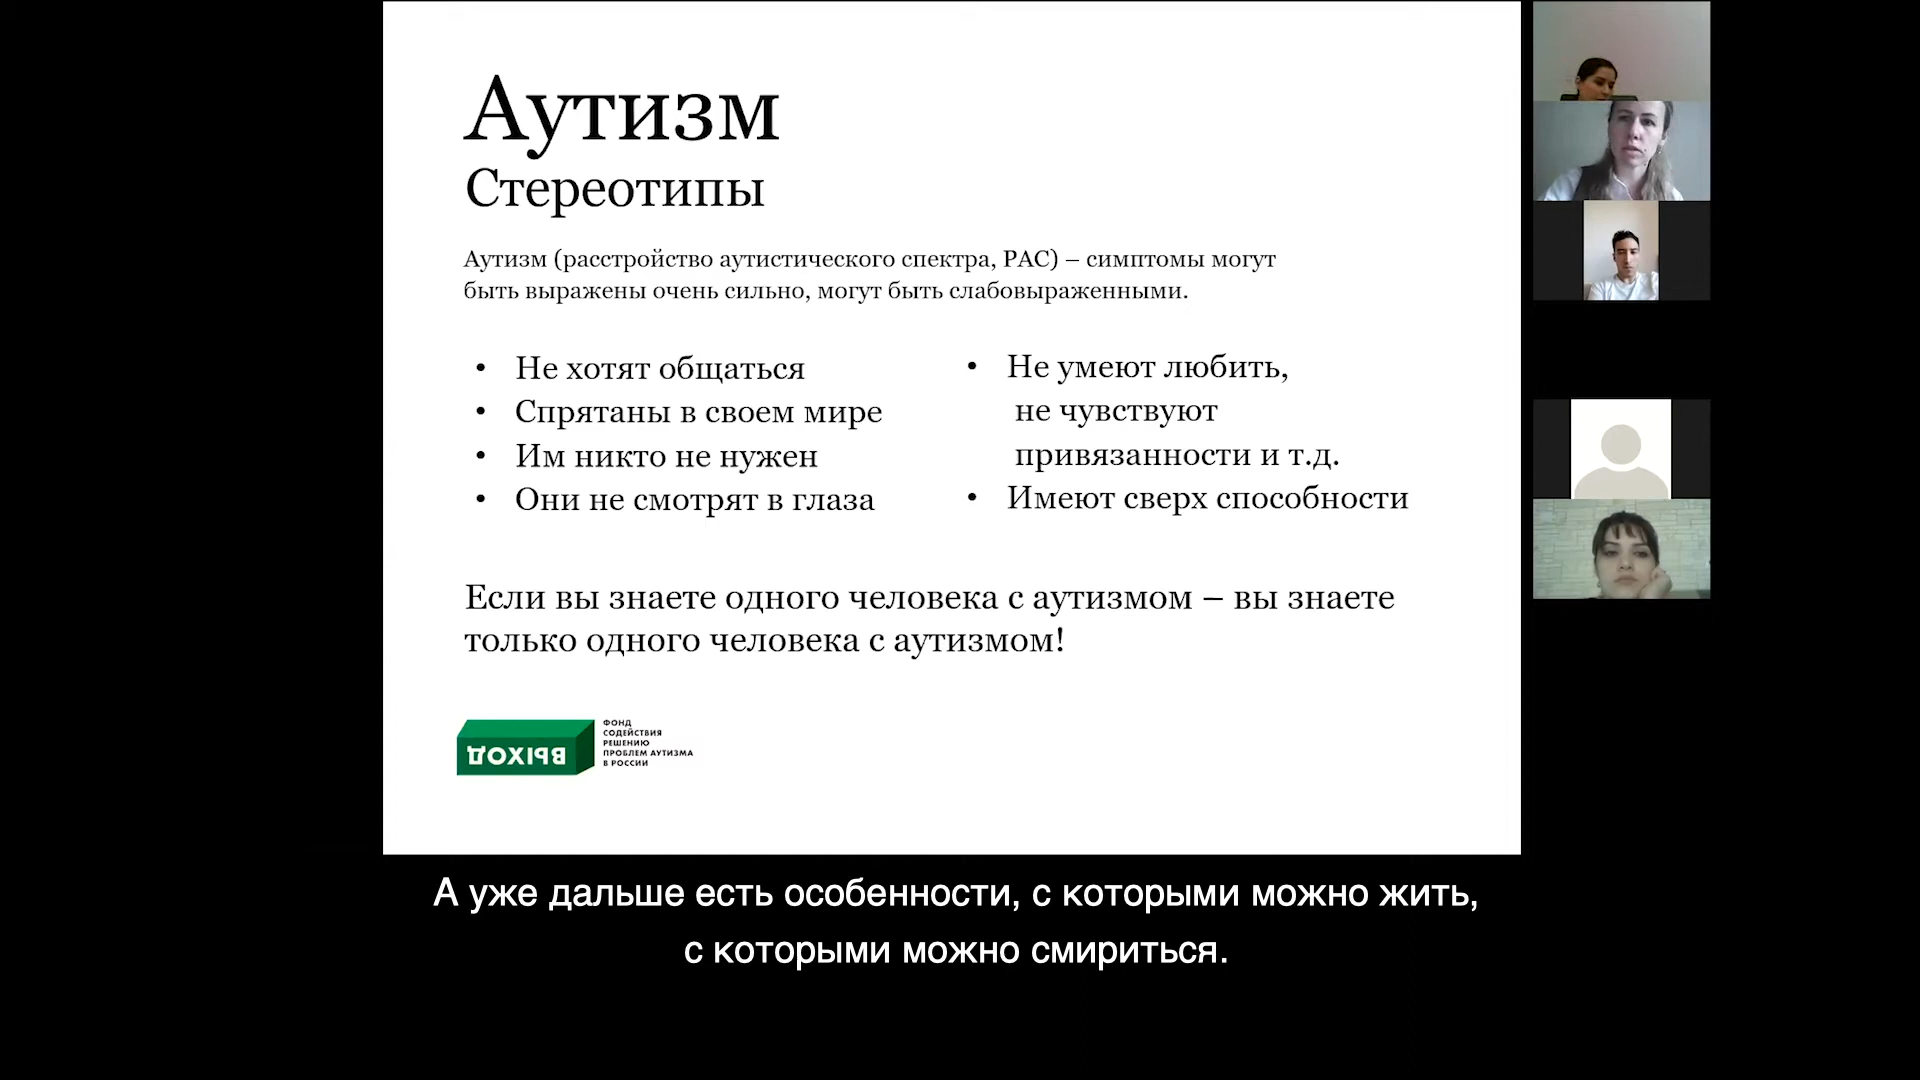 Аутизм
Стереотипы
Аутизм (расстройство аутистического спектра, РАС) – симптомы могут
быть выражены очень сильно, могут быть слабовыраженными.
• Не хотят общаться
• Спрятаны в своем мире
• Им никто не нужен
• Они не смотрят в глаза
• Не умеют любить,
не чувствуют
привязанности и т.д.
• Имеют сверх способности
Если вы знаете одного человека с аутизмом – вы знаете
только одного человека с аутизмом!
ВЫХОД
ФОНД
СОДЕЙСТВИЯ
РЕШЕНИЮ
ПРОБЛЕМ АУТИЗМА
В РОССИИ
А уже дальше есть особенности, с которыми можно жить,
с которыми можно смириться.